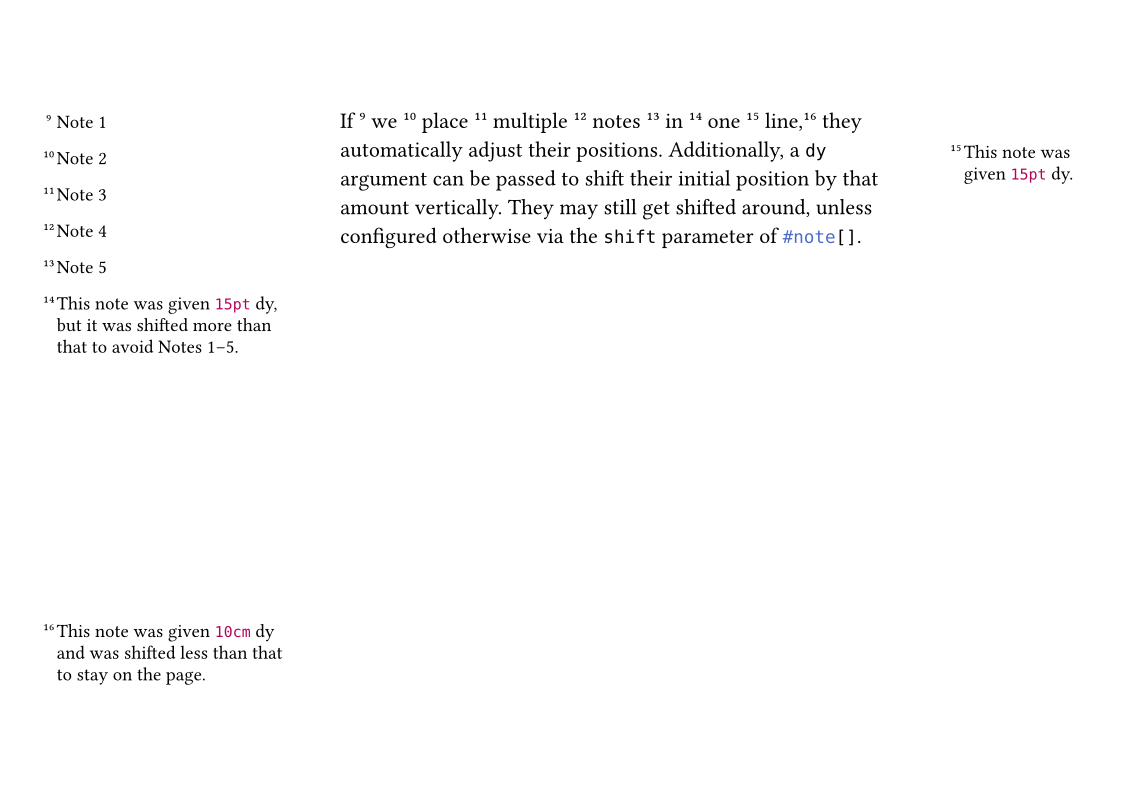 ⁹ Note 1
¹⁰ Note 2
¹¹ Note 3
¹² Note 4
¹³ Note 5
¹⁴ This note was given 15pt dy,
but it was shifted more than
that to avoid Notes 1–5.
¹⁶ This note was given 10cm dy
and was shifted less than that
to stay on the page.
If ⁹ we ¹⁰ place ¹¹ multiple ¹² notes ¹³ in ¹⁴ one ¹⁵ line,¹⁶ they
automatically adjust their positions. Additionally, a dy
argument can be passed to shift their initial position by that
amount vertically. They may still get shifted around, unless
configured otherwise via the shift parameter of #note[].
¹⁵ This note was
given 15pt dy.